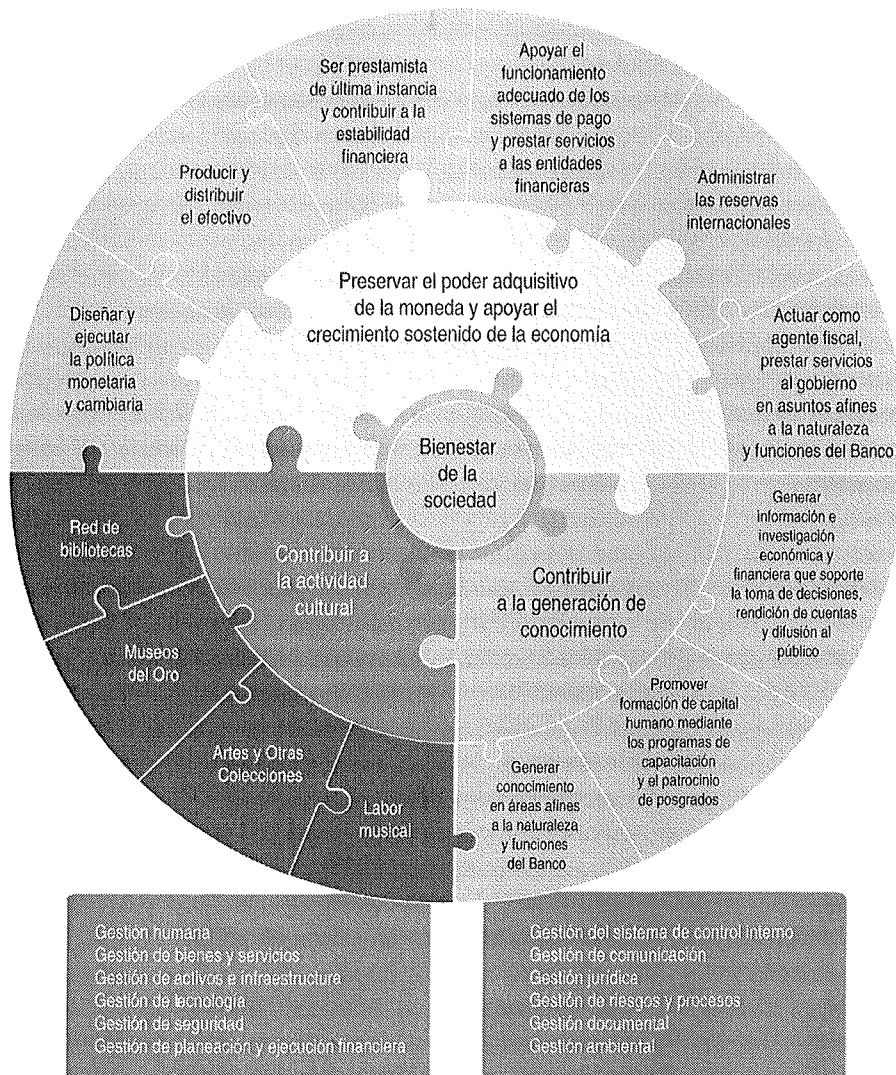 Ser prestamista
de última instancia
y contribuir a la
estabilidad
financiera
Apoyar el
funcionamiento
adecuado de los
sistemas de pago
y prestar servicios
a las entidades
financieras
Producir y
distribuir
el efectivo
Administrar
las reservas
internacionales
Diseñar y
ejecutar
la política
monetaria
y cambiaria
Preservar el poder adquisitivo
de la moneda y apoyar el
crecimiento sostenido de la economía
Actuar como
agente fiscal,
prestar servicios
al gobierno
en asuntos afines
a la naturaleza
y funciones del Banco
Bienestar
de la
sociedad
Red de
bibliotecas
Contribuir a
la actividad
cultural
Contribuir
a la generación de
conocimiento
Generar
información e
investigación
económica y
financiera que soporte
la toma de decisiones,
rendición de cuentas
y difusión al
público
Museos
del Oro
Artes y Otras
Colecciones
Labor
musical
Generar
conocimiento
en áreas afines
a la naturaleza
y funciones
del Banco
Promover
formación de capital
humano mediante
los programas de
capacitación
y el patrocinio
de posgrados
Gestión humana
Gestión de bienes y servicios
Gestión de activos e infraestructure
Gestión de tecnología
Gestión de seguridad
Gestión de planeación y ejecución financiera
Gestión del sistema de control interno
Gestión de comunicación
Gestión jurídica
Gestión de riesgos y procesos
Gestión documental
Gestión ambiental